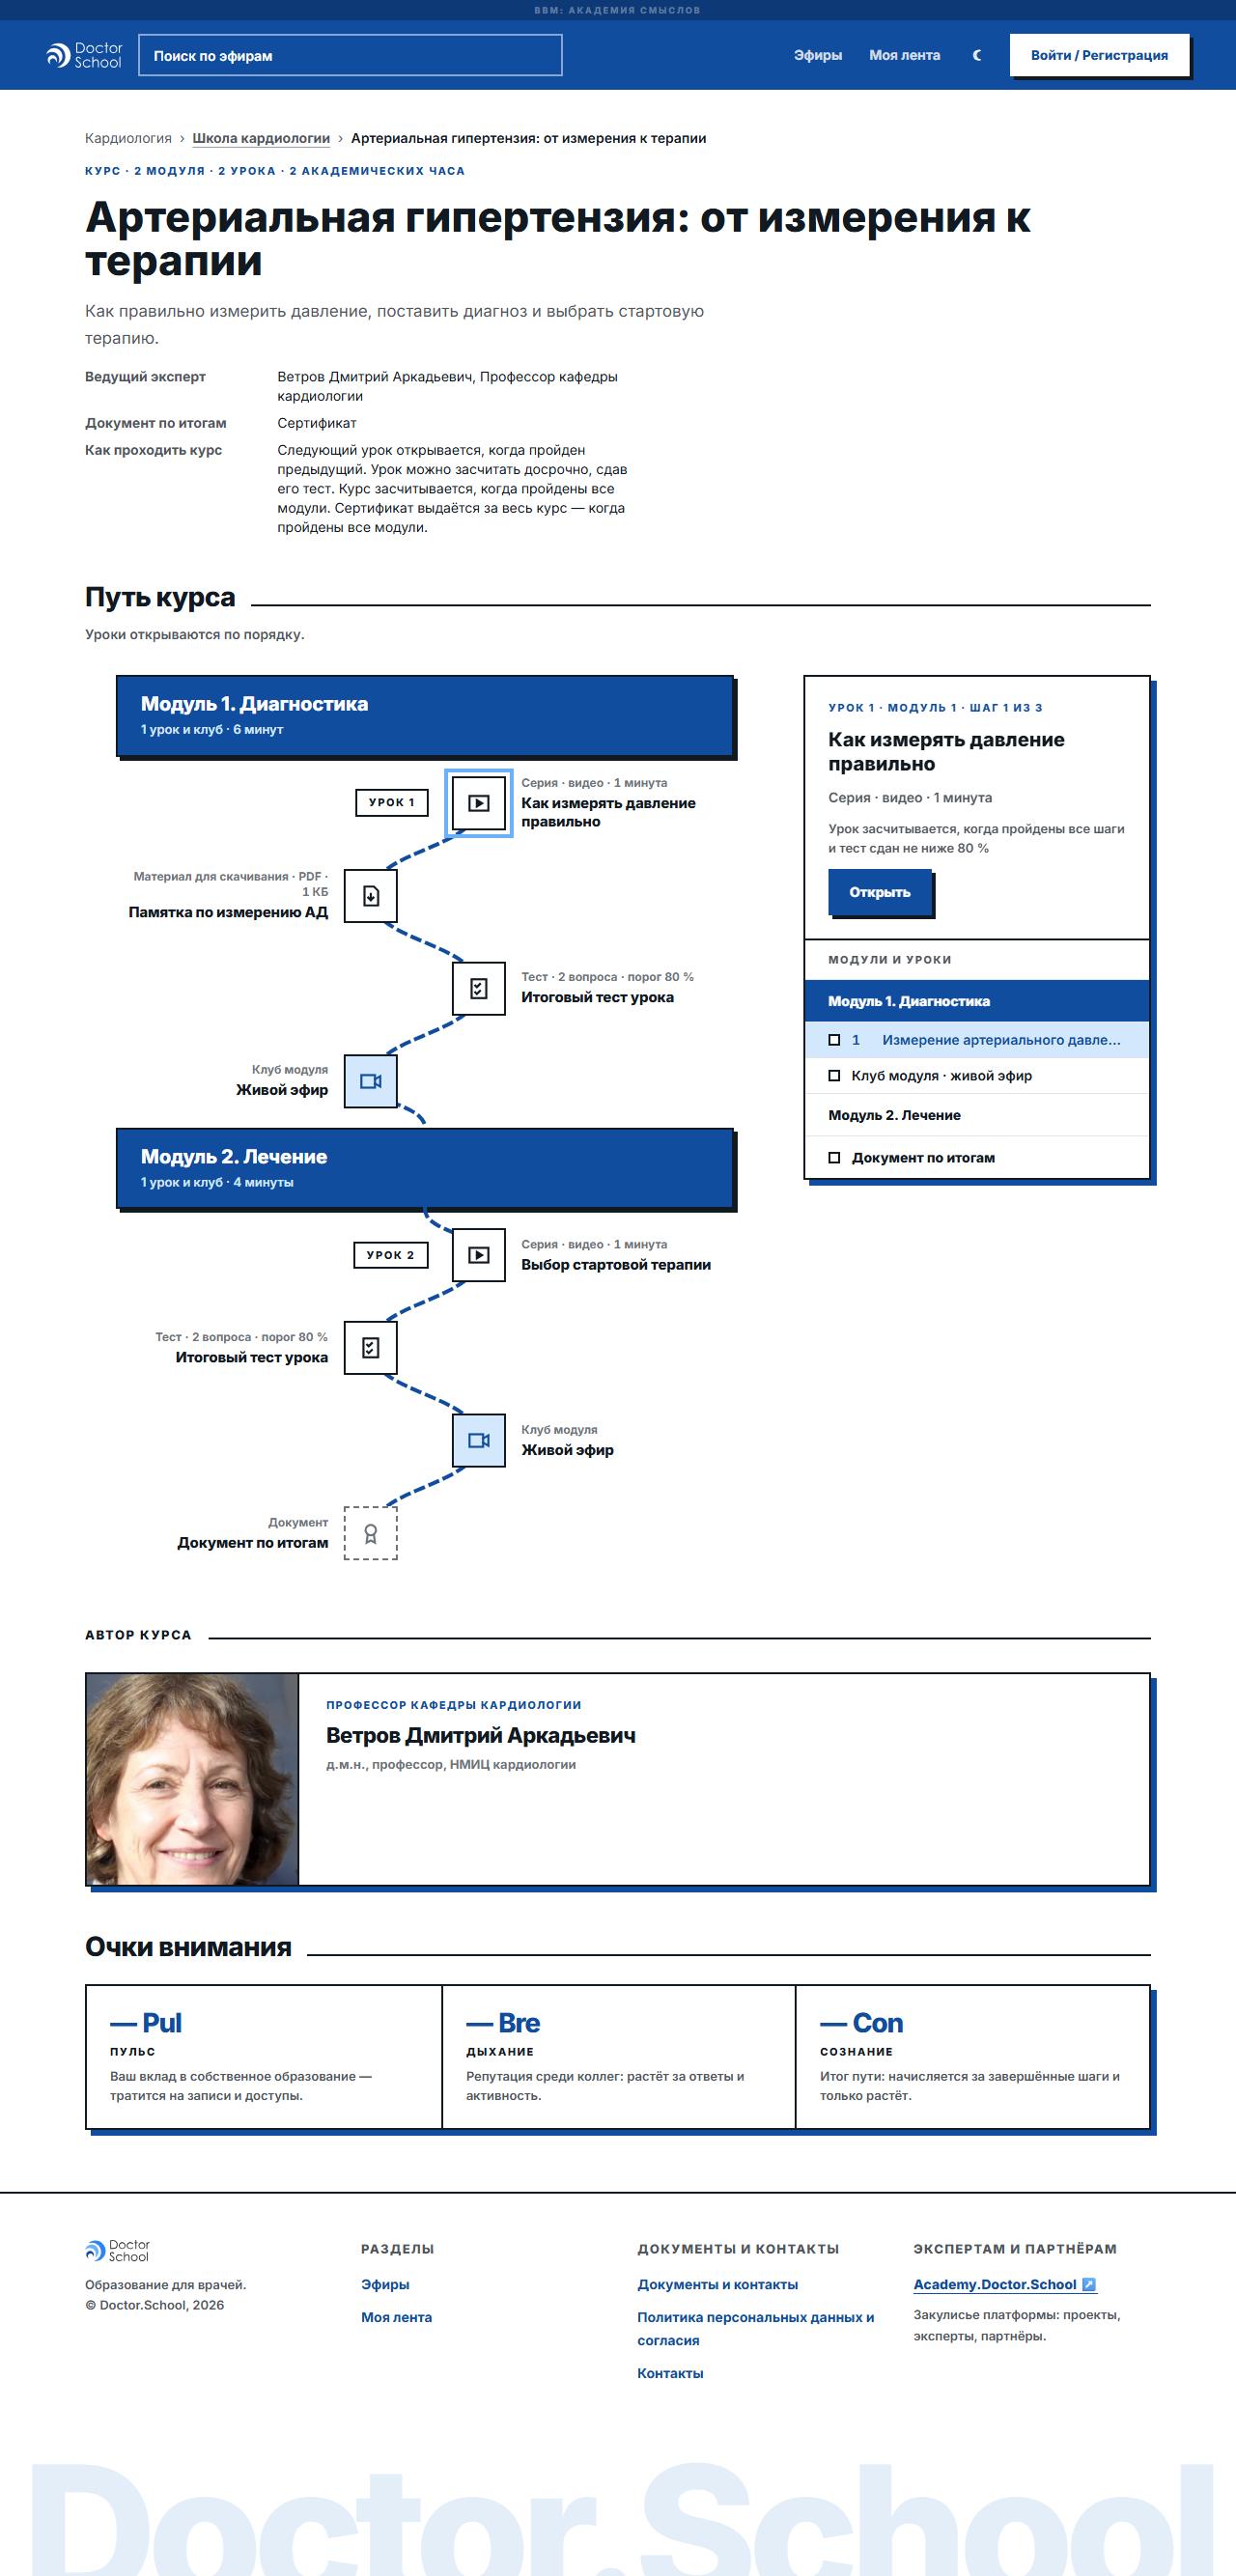 ВВМ: АКАДЕМИЯ СМЫСЛОВ
Doctor
School
Поиск по эфирам
Эфиры
Моя лента
Войти / Регистрация
Кардиология › Школа кардиологии › Артериальная гипертензия: от измерения к терапии
КУРС · 2 МОДУЛЯ · 2 УРОКА · 2 АКАДЕМИЧЕСКИХ ЧАСА
Артериальная гипертензия: от измерения к
терапии
Как правильно измерить давление, поставить диагноз и выбрать стартовую
терапию.
Ведущий эксперт
Ветров Дмитрий Аркадьевич, Профессор кафедры
кардиологии
Документ по итогам
Сертификат
Как проходить курс
Следующий урок открывается, когда пройден
предыдущий. Урок можно засчитать досрочно, сдав
его тест. Курс засчитывается, когда пройдены все
модули. Сертификат выдаётся за весь курс — когда
пройдены все модули.
Путь курса
Уроки открываются по порядку.
Модуль 1. Диагностика
1 урок и клуб · 6 минут
УРОК 1
Серия · видео · 1 минута
Как измерять давление
правильно
Материал для скачивания · PDF ·
1 КБ
Памятка по измерению АД
Тест · 2 вопроса · порог 80 %
Итоговый тест урока
Клуб модуля
Живой эфир
Модуль 2. Лечение
1 урок и клуб · 4 минуты
УРОК 2
Серия · видео · 1 минута
Выбор стартовой терапии
Тест · 2 вопроса · порог 80 %
Итоговый тест урока
Клуб модуля
Живой эфир
Документ
Документ по итогам
УРОК 1 · МОДУЛЬ 1 · ШАГ 1 ИЗ 3
Как измерять давление
правильно
Серия · видео · 1 минута
Урок засчитывается, когда пройдены все шаги
и тест сдан не ниже 80 %
Открыть
МОДУЛИ И УРОКИ
Модуль 1. Диагностика
1 Измерение артериального давле...
Клуб модуля · живой эфир
Модуль 2. Лечение
Документ по итогам
АВТОР КУРСА
ПРОФЕССОР КАФЕДРЫ КАРДИОЛОГИИ
Ветров Дмитрий Аркадьевич
д.м.н., профессор, НМИЦ кардиологии
Очки внимания
— Pul
ПУЛЬС
Ваш вклад в собственное образование —
тратится на записи и доступы.
— Bre
ДЫХАНИЕ
Репутация среди коллег: растёт за ответы и
активность.
— Con
СОЗНАНИЕ
Итог пути: начисляется за завершённые шаги и
только растёт.
Doctor
School
Образование для врачей.
© Doctor.School, 2026
РАЗДЕЛЫ
Эфиры
Моя лента
ДОКУМЕНТЫ И КОНТАКТЫ
Документы и контакты
Политика персональных данных и
согласия
Контакты
ЭКСПЕРТАМ И ПАРТНЁРАМ
Academy.Doctor.School ↗
Закулисье платформы: проекты,
эксперты, партнёры.
Doctor.School